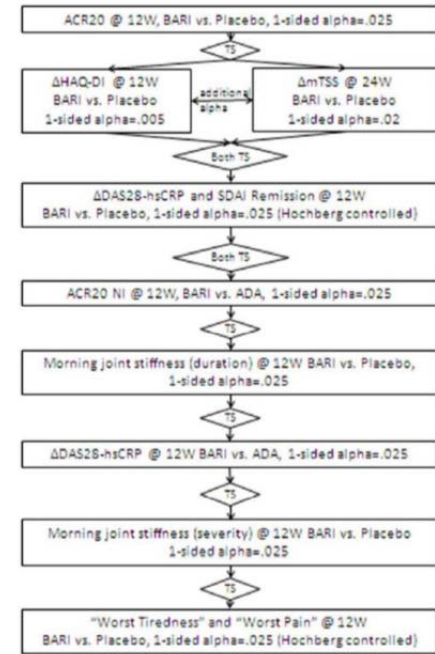 ACR20 @ 12W, BARI vs. Placebo, 1-sided alpha=.025
TS
ΔHAQ-DI @ 12W
BARI vs. Placebo
1-sided alpha=.005
additional
alpha
ΔmTSS @ 24W
BARI vs. Placebo
1-sided alpha=.02
Both TS
ΔDAS28-hsCRP and SDAI Remission @ 12W
BARI vs. Placebo, 1-sided alpha=.025 (Hochberg controlled)
Both TS
ACR20 NI @ 12W, BARI vs. ADA, 1-sided alpha=.025
TS
Morning joint stiffness (duration) @ 12W BARI vs. Placebo,
1-sided alpha=.025
TS
ΔDAS28-hsCRP @ 12W BARI vs. ADA, 1-sided alpha=.025
TS
Morning joint stiffness (severity) @ 12W BARI vs. Placebo
1-sided alpha=.025
TS
“Worst Tiredness” and “Worst Pain” @ 12W
BARI vs. Placebo, 1-sided alpha=.025 (Hochberg controlled)